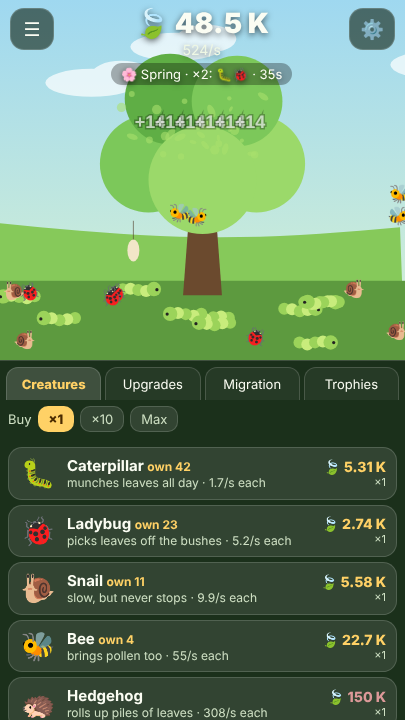 48.5 K
524/s
Spring · ×2: · 35s
Creatures
Upgrades
Migration
Trophies
Buy
×1
×10
Max
Caterpillar own 42
5.31 K
munches leaves all day · 1.7/s each
×1
Ladybug own 23
2.74 K
picks leaves off the bushes · 5.2/s each
×1
Snail own 11
5.58 K
slow, but never stops · 9.9/s each
×1
Bee own 4
22.7 K
brings pollen too · 55/s each
×1
Hedgehog
150 K
rolls up piles of leaves · 308/s each
×1